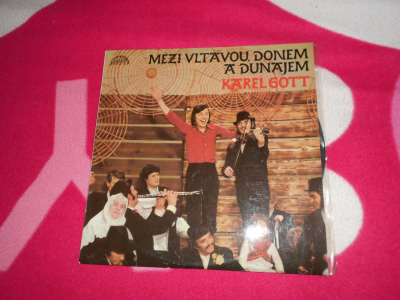 MEZI VLTAVOU, DONEM
A DUNAJEM
KAREL GOTT